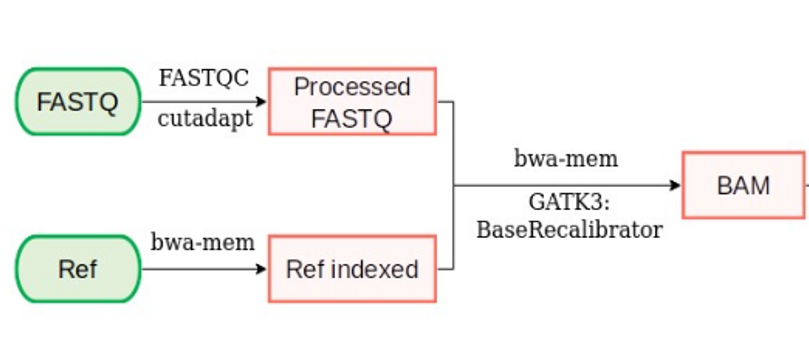 FASTQ
FASTQC
cutadapt
Processed
FASTQ
bwa-mem
GATK3:
BaseRecalibrator
BAM
Ref
bwa-mem
Ref indexed